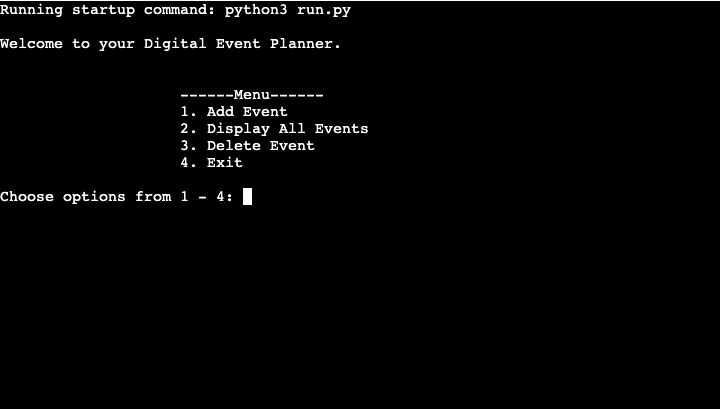 Running startup command: python3 run.py
Welcome to your Digital Event Planner.
------Menu------
1. Add Event
2. Display All Events
3. Delete Event
4. Exit
Choose options from 1 - 4: